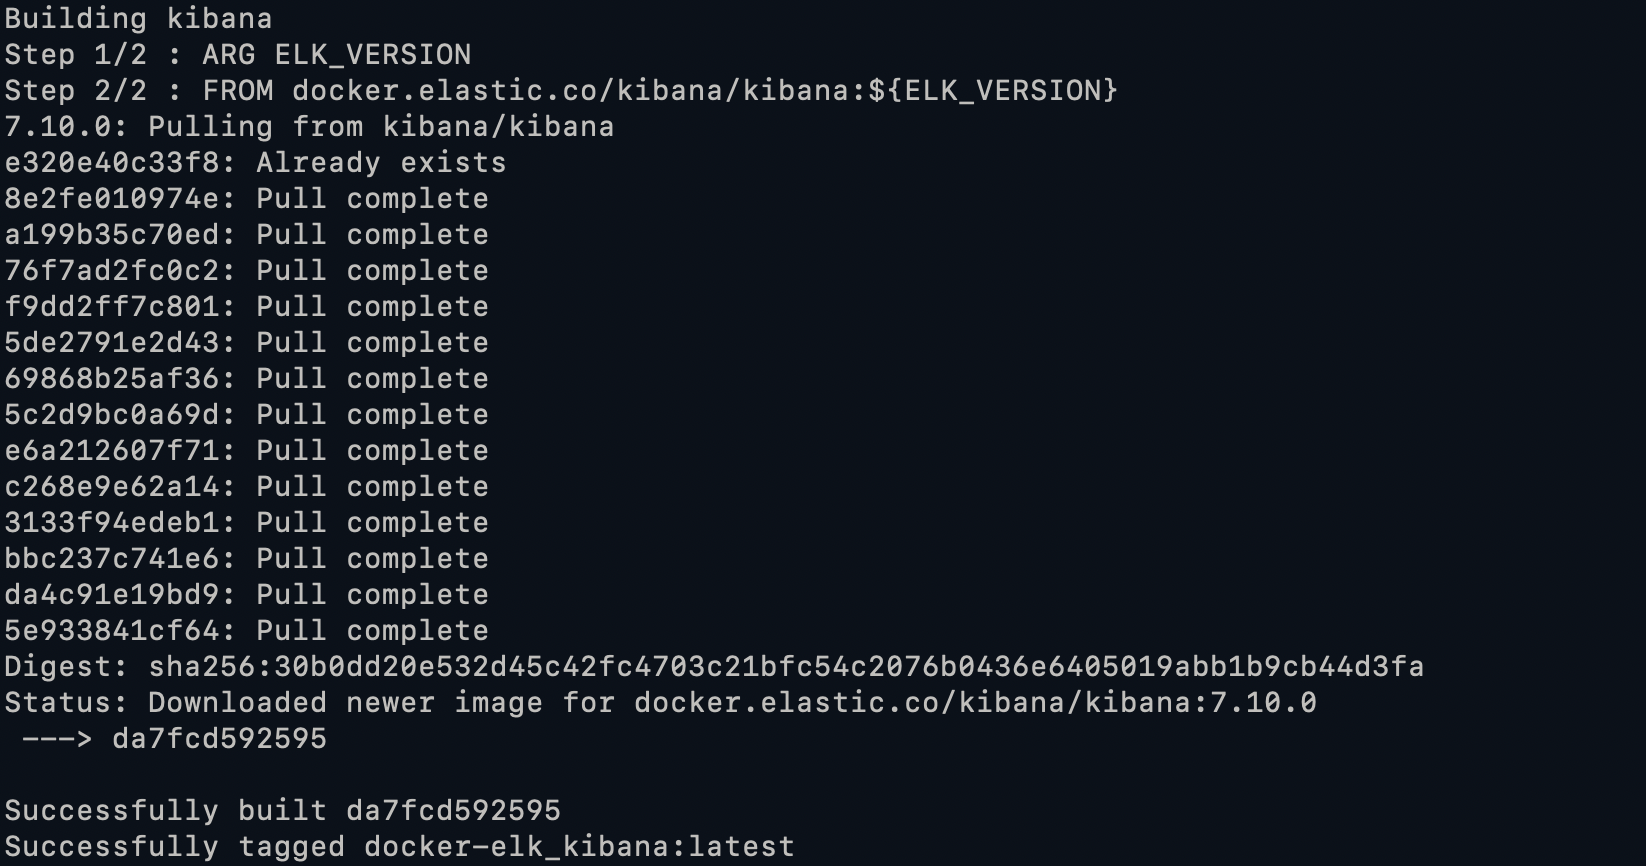 Building kibana
Step 1/2 : ARG ELK_VERSION
Step 2/2 : FROM docker.elastic.co/kibana/kibana:${ELK_VERSION}
7.10.0: Pulling from kibana/kibana
e320e40c33f8: Already exists
8e2fe010974e: Pull complete
a199b35c70ed: Pull complete
76f7ad2fc0c2: Pull complete
f9dd2ff7c801: Pull complete
5de2791e2d43: Pull complete
69868b25af36: Pull complete
5c2d9bc0a69d: Pull complete
e6a212607f71: Pull complete
c268e9e62a14: Pull complete
3133f94edeb1: Pull complete
bbc237c741e6: Pull complete
da4c91e19bd9: Pull complete
5e933841cf64: Pull complete
Digest: sha256:30b0dd20e532d45c42fc4703c21bfc54c2076b0436e6405019abb1b9cb44d3fa
Status: Downloaded newer image for docker.elastic.co/kibana/kibana:7.10.0
 ---> da7fcd592595
Successfully built da7fcd592595
Successfully tagged docker-elk_kibana:latest